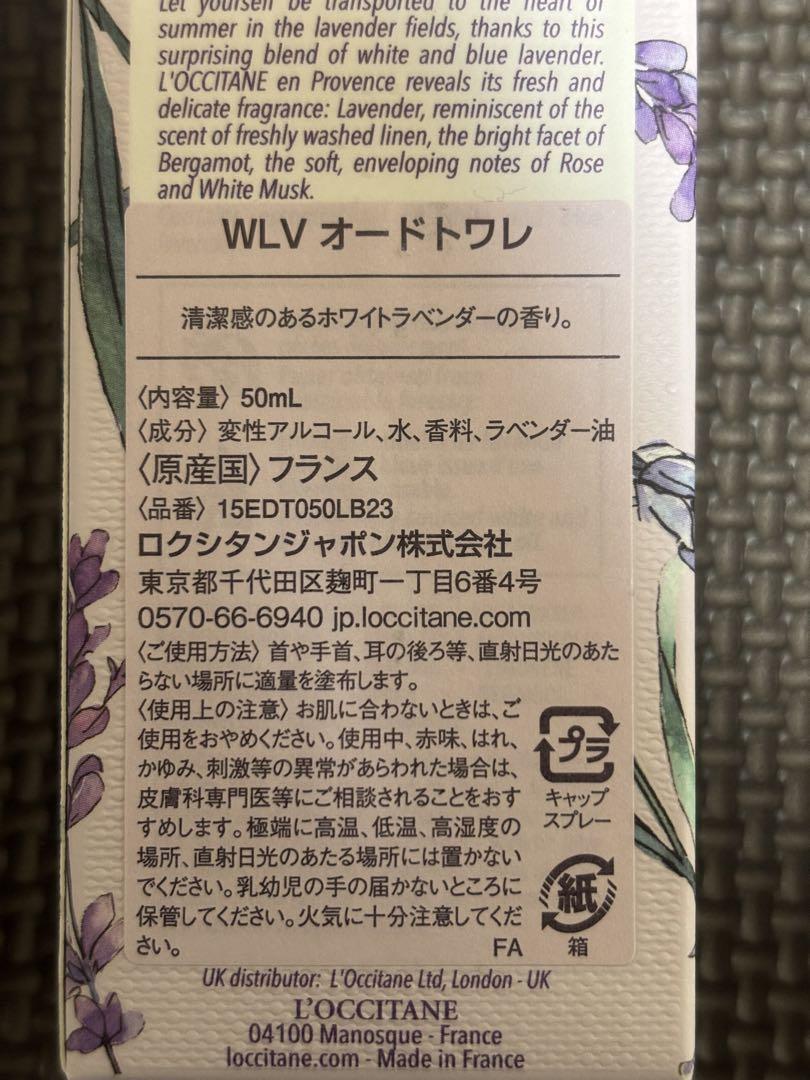 Let yourself be transported to the heart of
summer in the lavender fields, thanks to this
surprising blend of white and blue lavender.
L'OCCITANE en Provence reveals its fresh and
delicate fragrance: Lavender, reminiscent of the
scent of freshly washed linen, the bright facet of
Bergamot, the soft, enveloping notes of Rose
and White Musk.
WLV オードトワレ
清潔感のあるホワイトラベンダーの香り。
〈内容量〉 50mL
〈成分〉 変性アルコール、水、香料、ラベンダー油
〈原産国〉フランス
〈品番〉 15EDT050LB23
ロクシタンジャポン株式会社
東京都千代田区麹町一丁目6番4号
0570-66-6940 jp.loccitane.com
〈ご使用方法〉 首や手首、耳の後ろ等、直射日光のあた
らない場所に適量を塗布します。
〈使用上の注意〉 お肌に合わないときは、ご
使用をおやめください。使用中、赤味、はれ、
かゆみ、刺激等の異常があらわれた場合は、
皮膚科専門医等にご相談されることをおす
すめします。極端に高温、低温、高湿度の
場所、直射日光のあたる場所には置かない
でください。乳幼児の手の届かないところに
保管してください。火気に十分注意してくだ
さい。
FA
プラ
キャップ
スプレー
紙
箱
UK distributor: L'Occitane Ltd, London - UK
L'OCCITANE
04100 Manosque - France
loccitane.com - Made in France